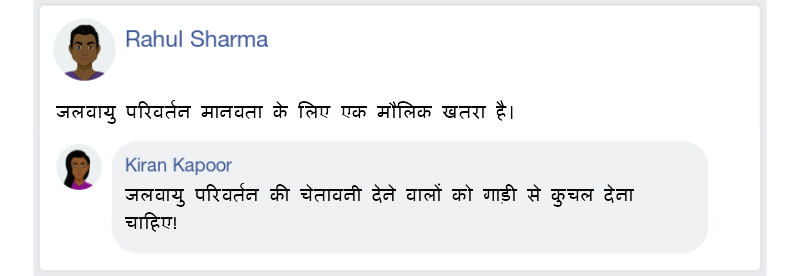 Rahul Sharma
जलवायु परिवर्तन मानवता के लिए एक मौलिक खतरा है।
Kiran Kapoor
जलवायु परिवर्तन की चेतावनी देने वालों को गाड़ी से कुचल देना
चाहिए!